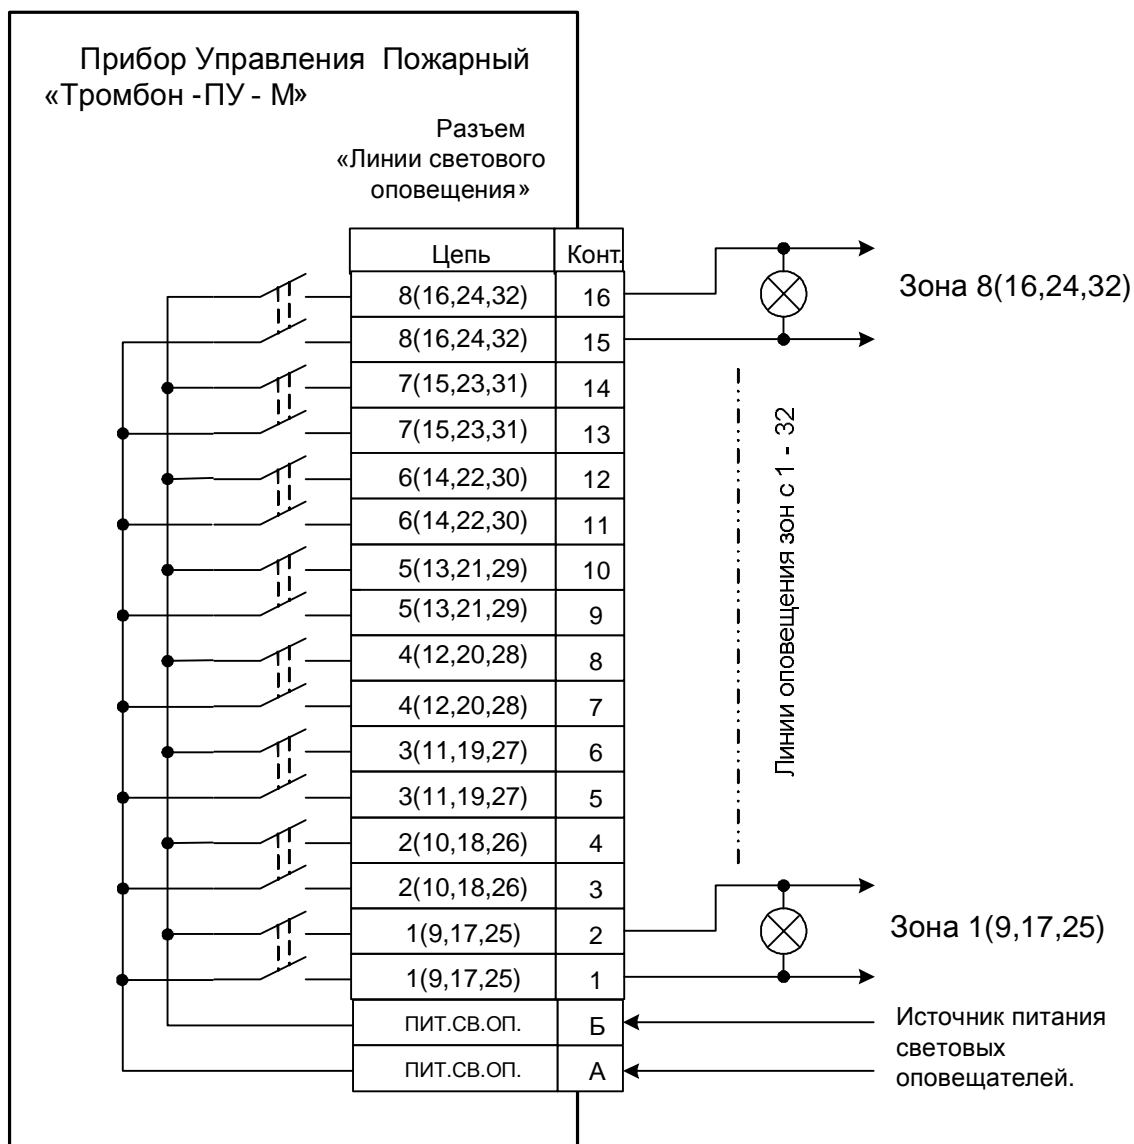 Прибор Управления Пожарный
«Тромбон -ПУ - М»
Разъем
«Линии светового
оповещения»
Цепь Конт.
8(16,24,32) 16
8(16,24,32) 15
7(15,23,31) 14
7(15,23,31) 13
6(14,22,30) 12
6(14,22,30) 11
5(13,21,29) 10
5(13,21,29) 9
4(12,20,28) 8
4(12,20,28) 7
3(11,19,27) 6
3(11,19,27) 5
2(10,18,26) 4
2(10,18,26) 3
1(9,17,25) 2
1(9,17,25) 1
ПИТ.СВ.ОП. Б
ПИТ.СВ.ОП. А
Зона 8(16,24,32)
Линии оповещения зон с 1 - 32
Зона 1(9,17,25)
Источник питания
световых
оповещателей.